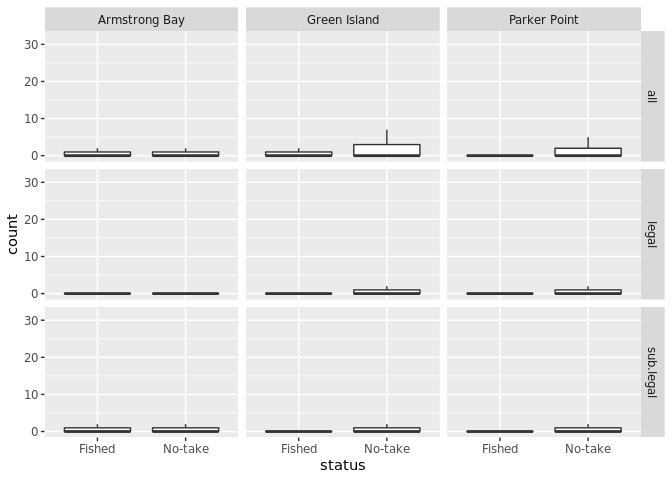 Armstrong Bay Green Island Parker Point
30
20
10
0
all
30
20
10
0
legal
count
30
20
10
0
sub.legal
Fished No-take Fished No-take Fished No-take
status